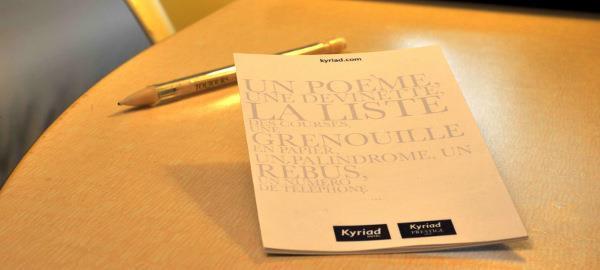 kyriad.com
UN POÈME,
UNE DEVINETTE,
LA LISTE
DES COURSES,
UNE
GRENOUILLE
EN PAPIER,
UN PALINDROME, UN
RÉBUS,
UN NUMÉRO
DE TÉLÉPHONE
...
Kyriad
Kyriad
PRESTIGE